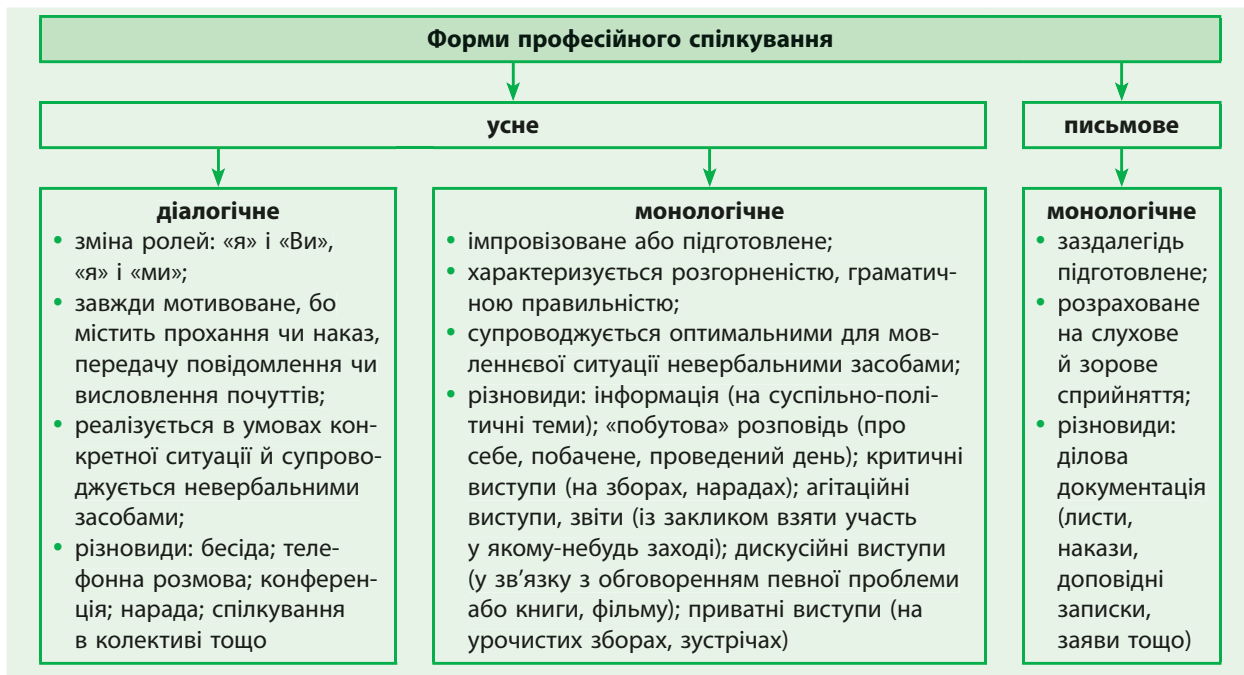 Форми професійного спілкування
усне
письмове
діалогічне
• зміна ролей: «я» і «Ви»,
«я» і «ми»;
• завжди мотивоване, бо
містить прохання чи наказ,
передачу повідомлення чи
висловлення почуттів;
• реалізується в умовах кон-
кретної ситуації й супрово-
джується невербальними
засобами;
• різновиди: бесіда; теле-
фонна розмова; конферен-
ція; нарада; спілкування
в колективі тощо
монологічне
• імпровізоване або підготовлене;
• характеризується розгорненістю, граматич-
ною правильністю;
• супроводжується оптимальними для мов-
леннєвої ситуації невербальними засобами;
• різновиди: інформація (на суспільно-полі-
тичні теми); «побутова» розповідь (про
себе, побачене, проведений день); критичні
виступи (на зборах, нарадах); агітаційні
виступи, звіти (із закликом взяти участь
у якому-небудь заході); дискусійні виступи
(у зв’язку з обговоренням певної проблеми
або книги, фільму); приватні виступи (на
урочистих зборах, зустрічах)
монологічне
• заздалегідь
підготовлене;
• розраховане
на слухове
й зорове
сприйняття;
• різновиди:
ділова
документація
(листи,
накази,
доповідні
записки,
заяви тощо)